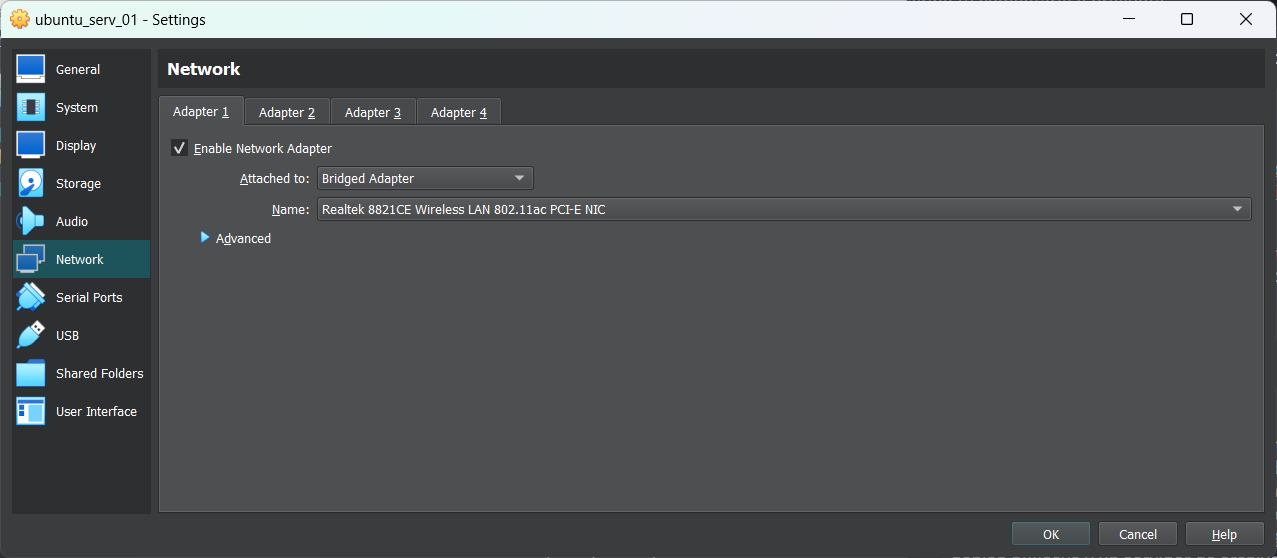 ubuntu_serv_01 - Settings
General
System
Display
Storage
Audio
Network
Serial Ports
USB
Shared Folders
User Interface
Network
Adapter 1 Adapter 2 Adapter 3 Adapter 4
Enable Network Adapter
Attached to: Bridged Adapter
Name: Realtek 8821CE Wireless LAN 802.11ac PCI-E NIC
Advanced
OK Cancel Help